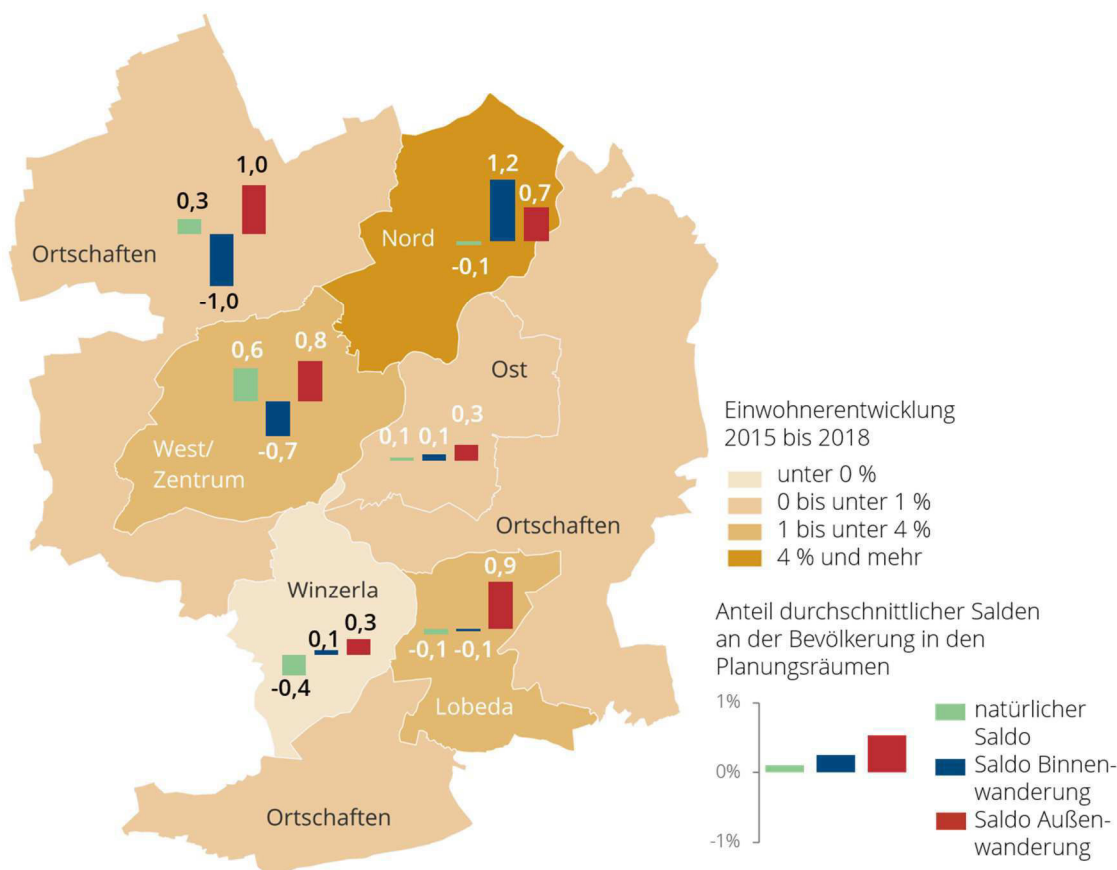 1,0
0,3
Ortschaften
-1,0
1,2
0,7
Nord
-0,1
0,6
0,8
-0,7
West/
Zentrum
Ost
0,3
0,1
0,1
Ortschaften
Winzerla
0,3
0,1
-0,4
0,9
-0,1
-0,1
Lobeda
Ortschaften
Einwohnerentwicklung
2015 bis 2018
unter 0 %
0 bis unter 1 %
1 bis unter 4 %
4 % und mehr
Anteil durchschnittlicher Salden
an der Bevölkerung in den
Planungsräumen
1%
0%
-1%
natürlicher
Saldo
Saldo Binnen-
wanderung
Saldo Außen-
wanderung